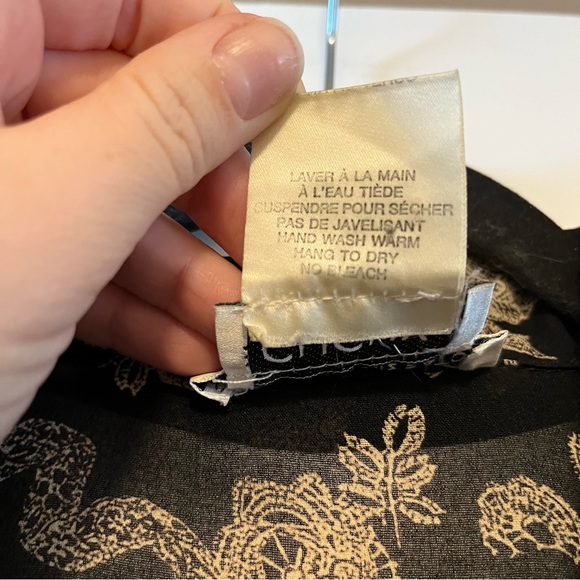 LAVER À LA MAIN
À L'EAU TIÈDE
SUSPENDRE POUR SÉCHER
PAS DE JAVELISANT
HAND WASH WARM
HANG TO DRY
NO BLEACH